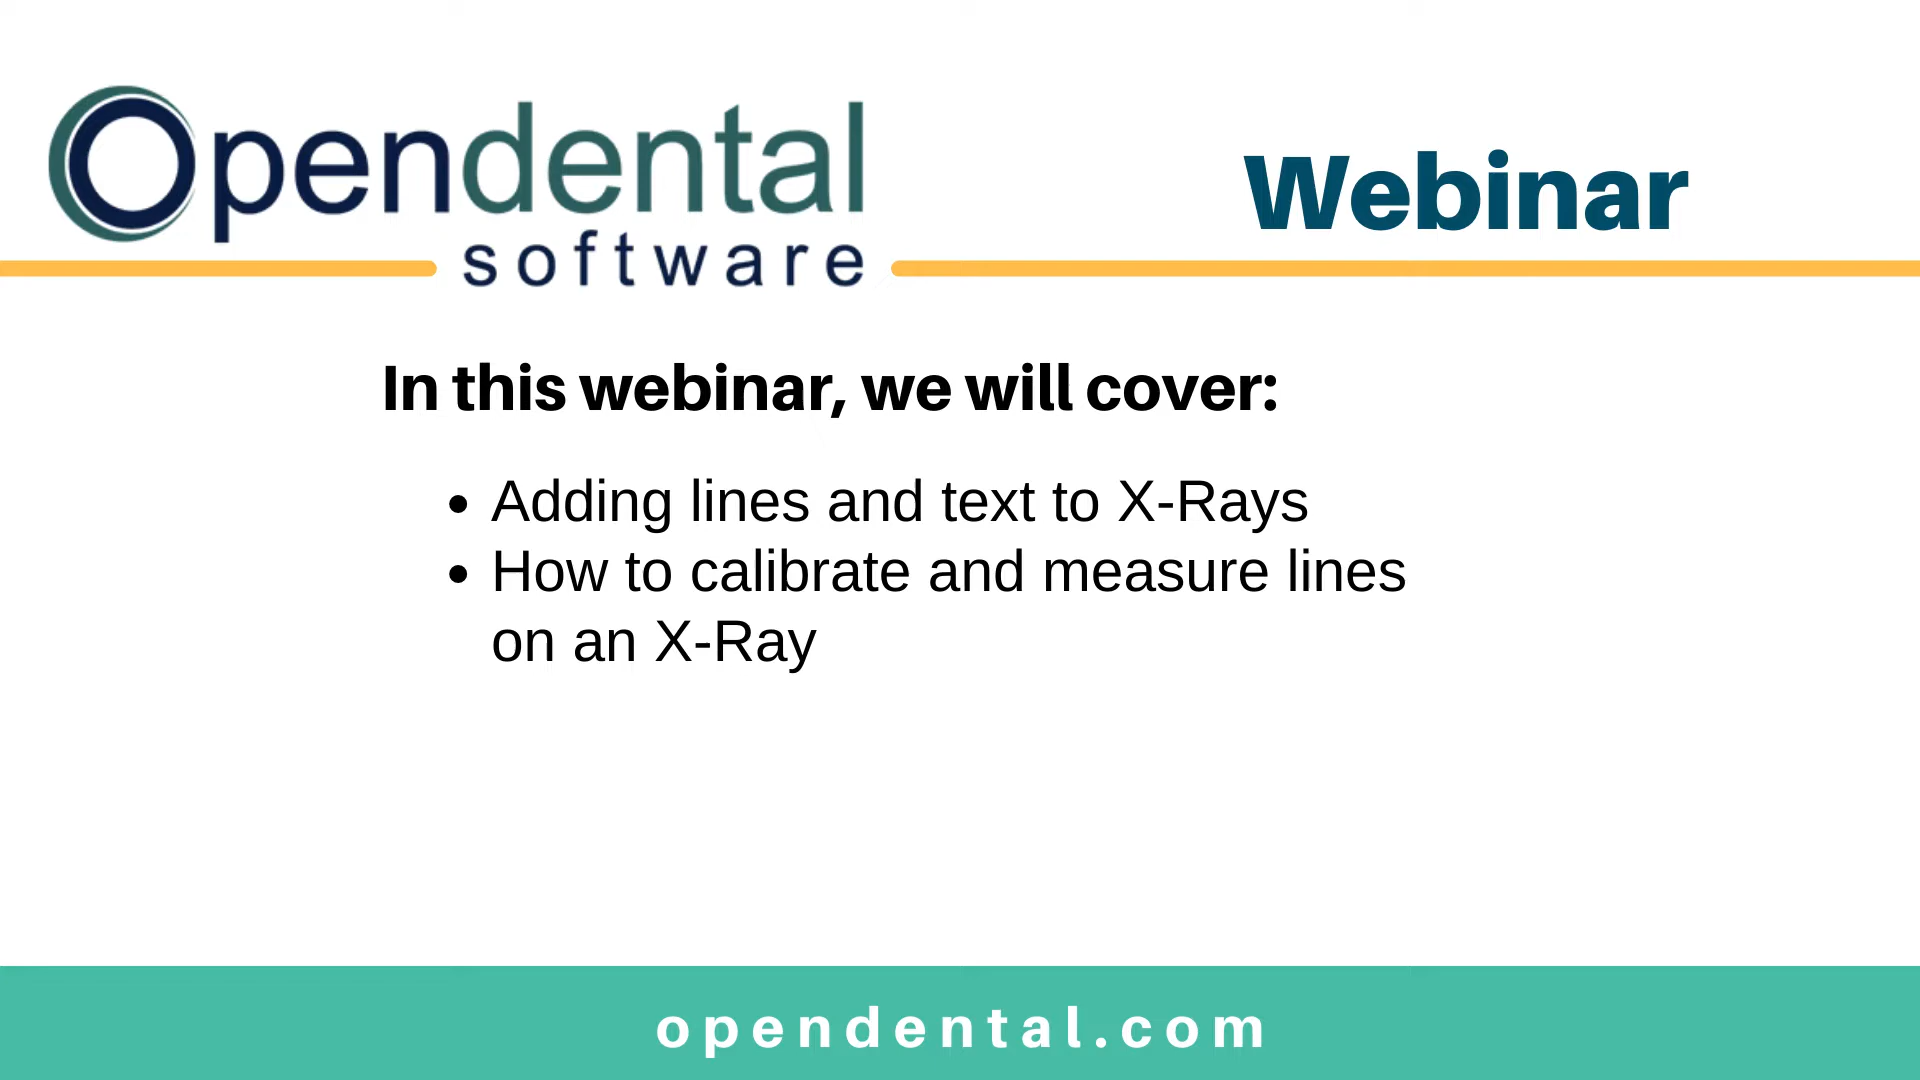 Opendental
software
Webinar
In this webinar, we will cover:
• Adding lines and text to X-Rays
• How to calibrate and measure lines
on an X-Ray
opendental.com